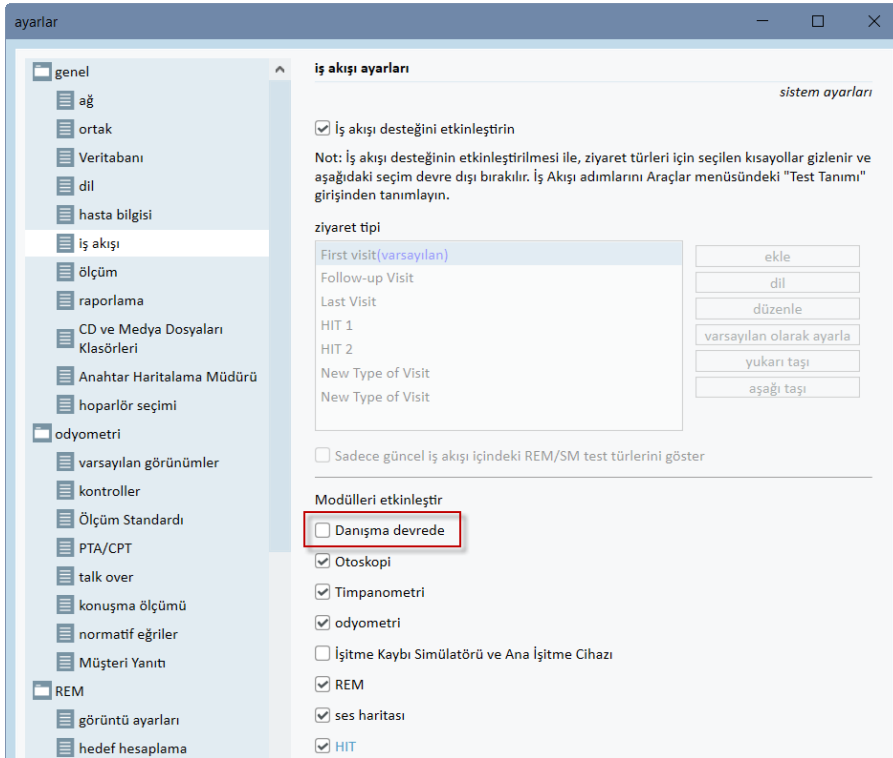 ayarlar
genel
ağ
ortak
Veritabanı
dil
hasta bilgisi
iş akışı
ölçüm
raporlama
CD ve Medya Dosyaları
Klasörleri
Anahtar Haritalama Müdürü
hoparlör seçimi
odyometri
varsayılan görünümler
kontroller
Ölçüm Standardı
PTA/CPT
talk over
konuşma ölçümü
normatif eğriler
Müşteri Yanıtı
REM
görüntü ayarları
hedef hesaplama
iş akışı ayarları
sistem ayarları
İş akışı desteğini etkinleştirin
Not: İş akışı desteğinin etkinleştirilmesi ile, ziyaret türleri için seçilen kısayollar gizlenir ve
aşağıdaki seçim devre dışı bırakılır. İş Akışı adımlarını Araçlar menüsündeki "Test Tanımı"
girişinden tanımlayın.
ziyaret tipi
First visit(varsayılan)
Follow-up Visit
Last Visit
HIT 1
HIT 2
New Type of Visit
New Type of Visit
ekle
dil
düzenle
varsayılan olarak ayarla
yukarı taşı
aşağı taşı
Sadece güncel iş akışı içindeki REM/SM test türlerini göster
Modülleri etkinleştir
Danışma devrede
Otoskopi
Timpanometri
odyometri
İşitme Kaybı Simülatörü ve Ana İşitme Cihazı
REM
ses haritası
HIT